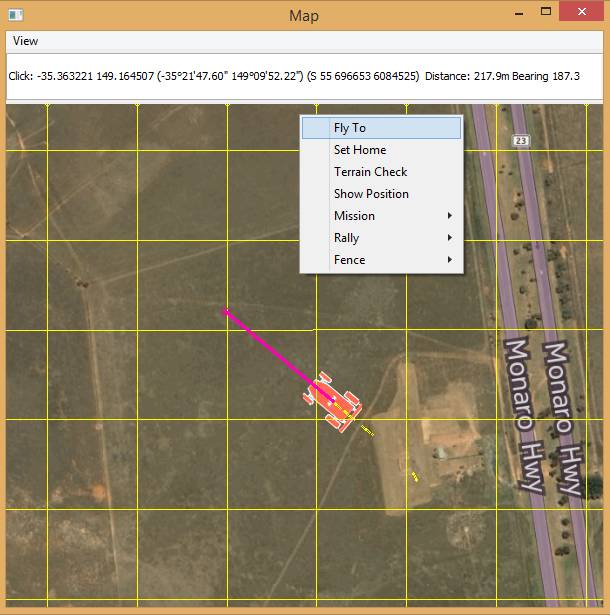 Map
View
Click: -35.363221 149.164507 (-35°21'47.60" 149°09'52.22") (S 55 696653 6084525)  Distance: 217.9m Bearing 187.3
Fly To
Set Home
Terrain Check
Show Position
Mission
Rally
Fence
23
Monaro Hwy
Monaro Hwy